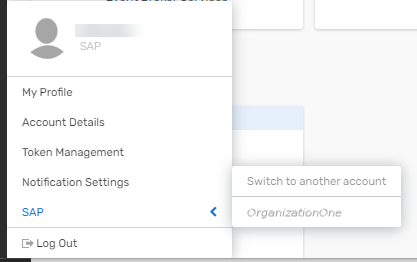 SAP
My Profile
Account Details
Token Management
Notification Settings
SAP
Switch to another account
OrganizationOne
Log Out